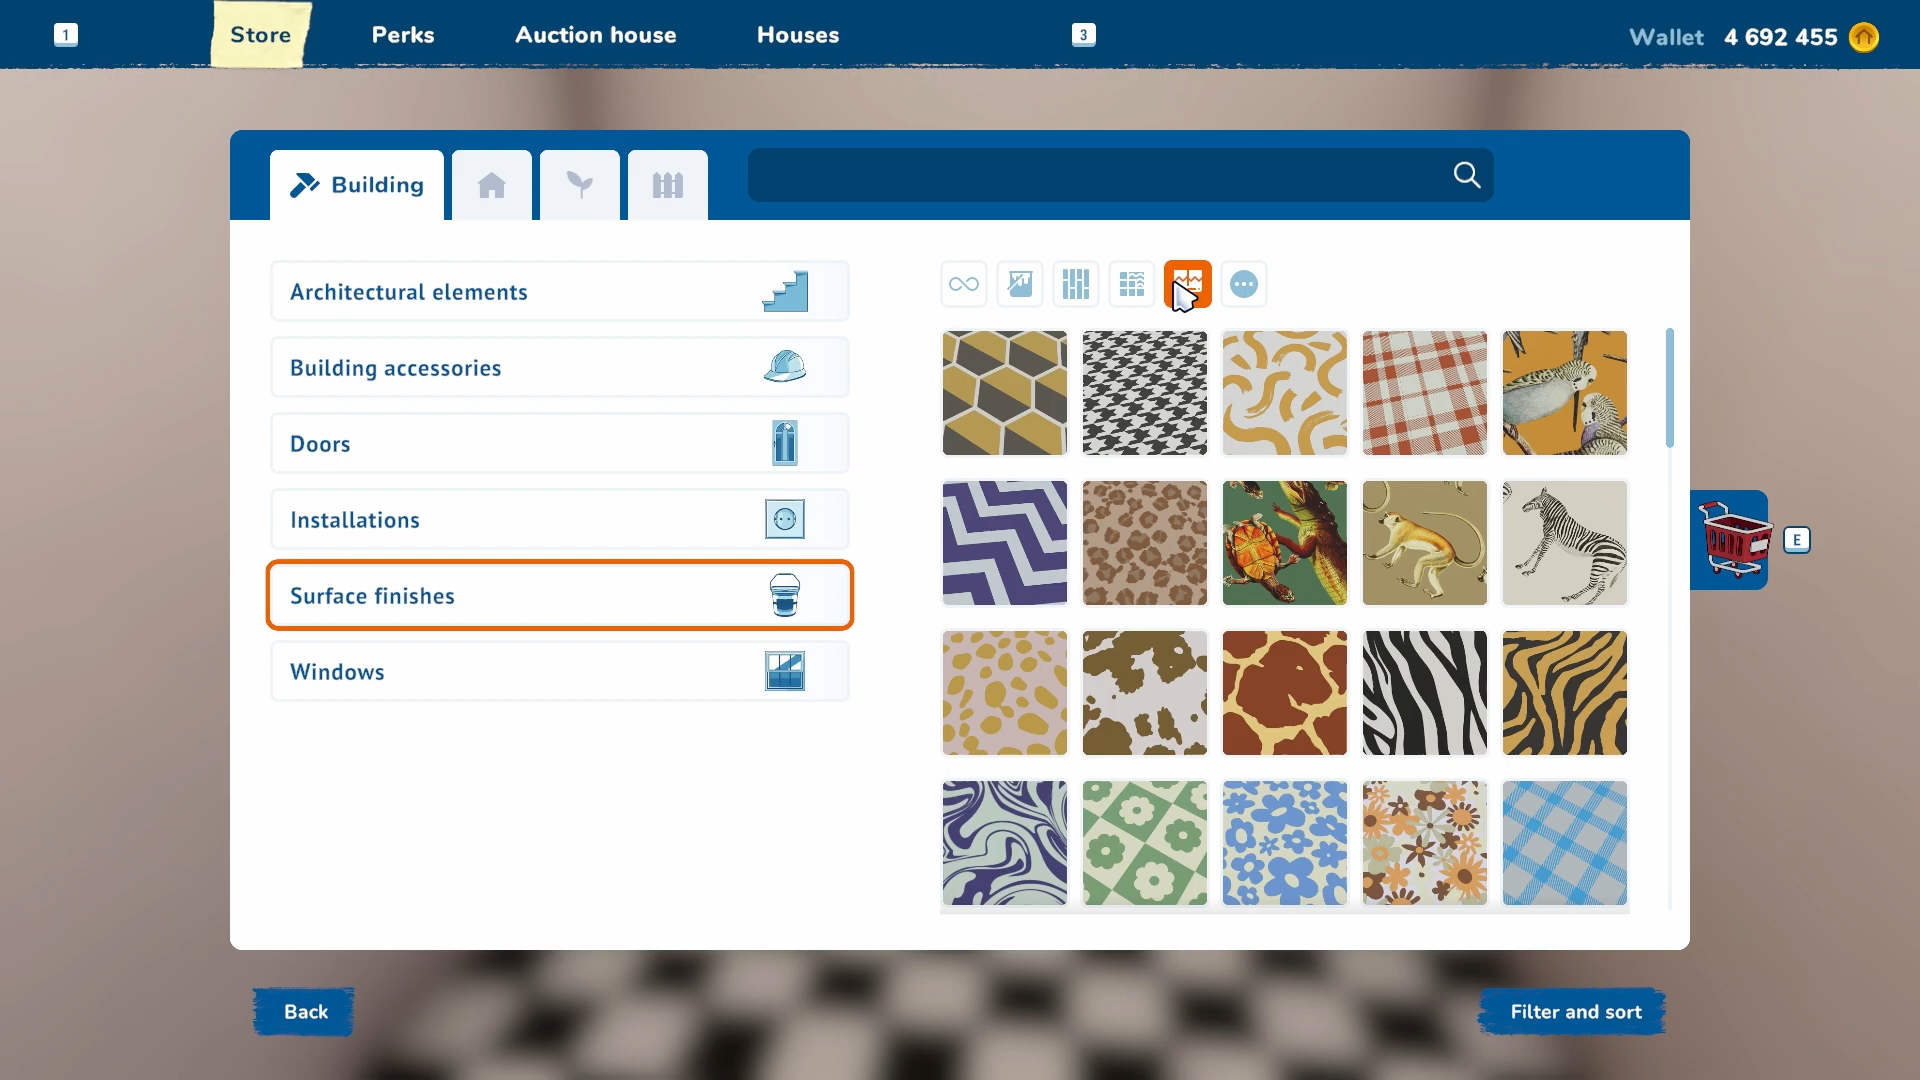 1
Store
Perks
Auction house
Houses
3
Wallet
4 692 455
Building
Architectural elements
Building accessories
Doors
Installations
Surface finishes
Windows
E
Back
Filter and sort